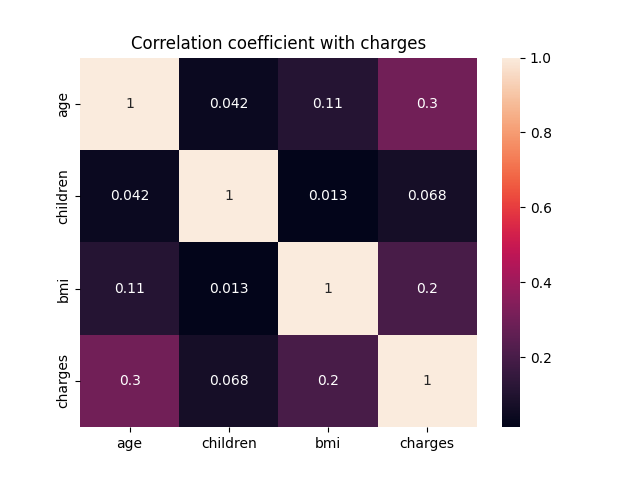 Correlation coefficient with charges
age 1 0.042 0.11 0.3
children 0.042 1 0.013 0.068
bmi 0.11 0.013 1 0.2
charges 0.3 0.068 0.2 1
age children bmi charges
1.0
0.8
0.6
0.4
0.2